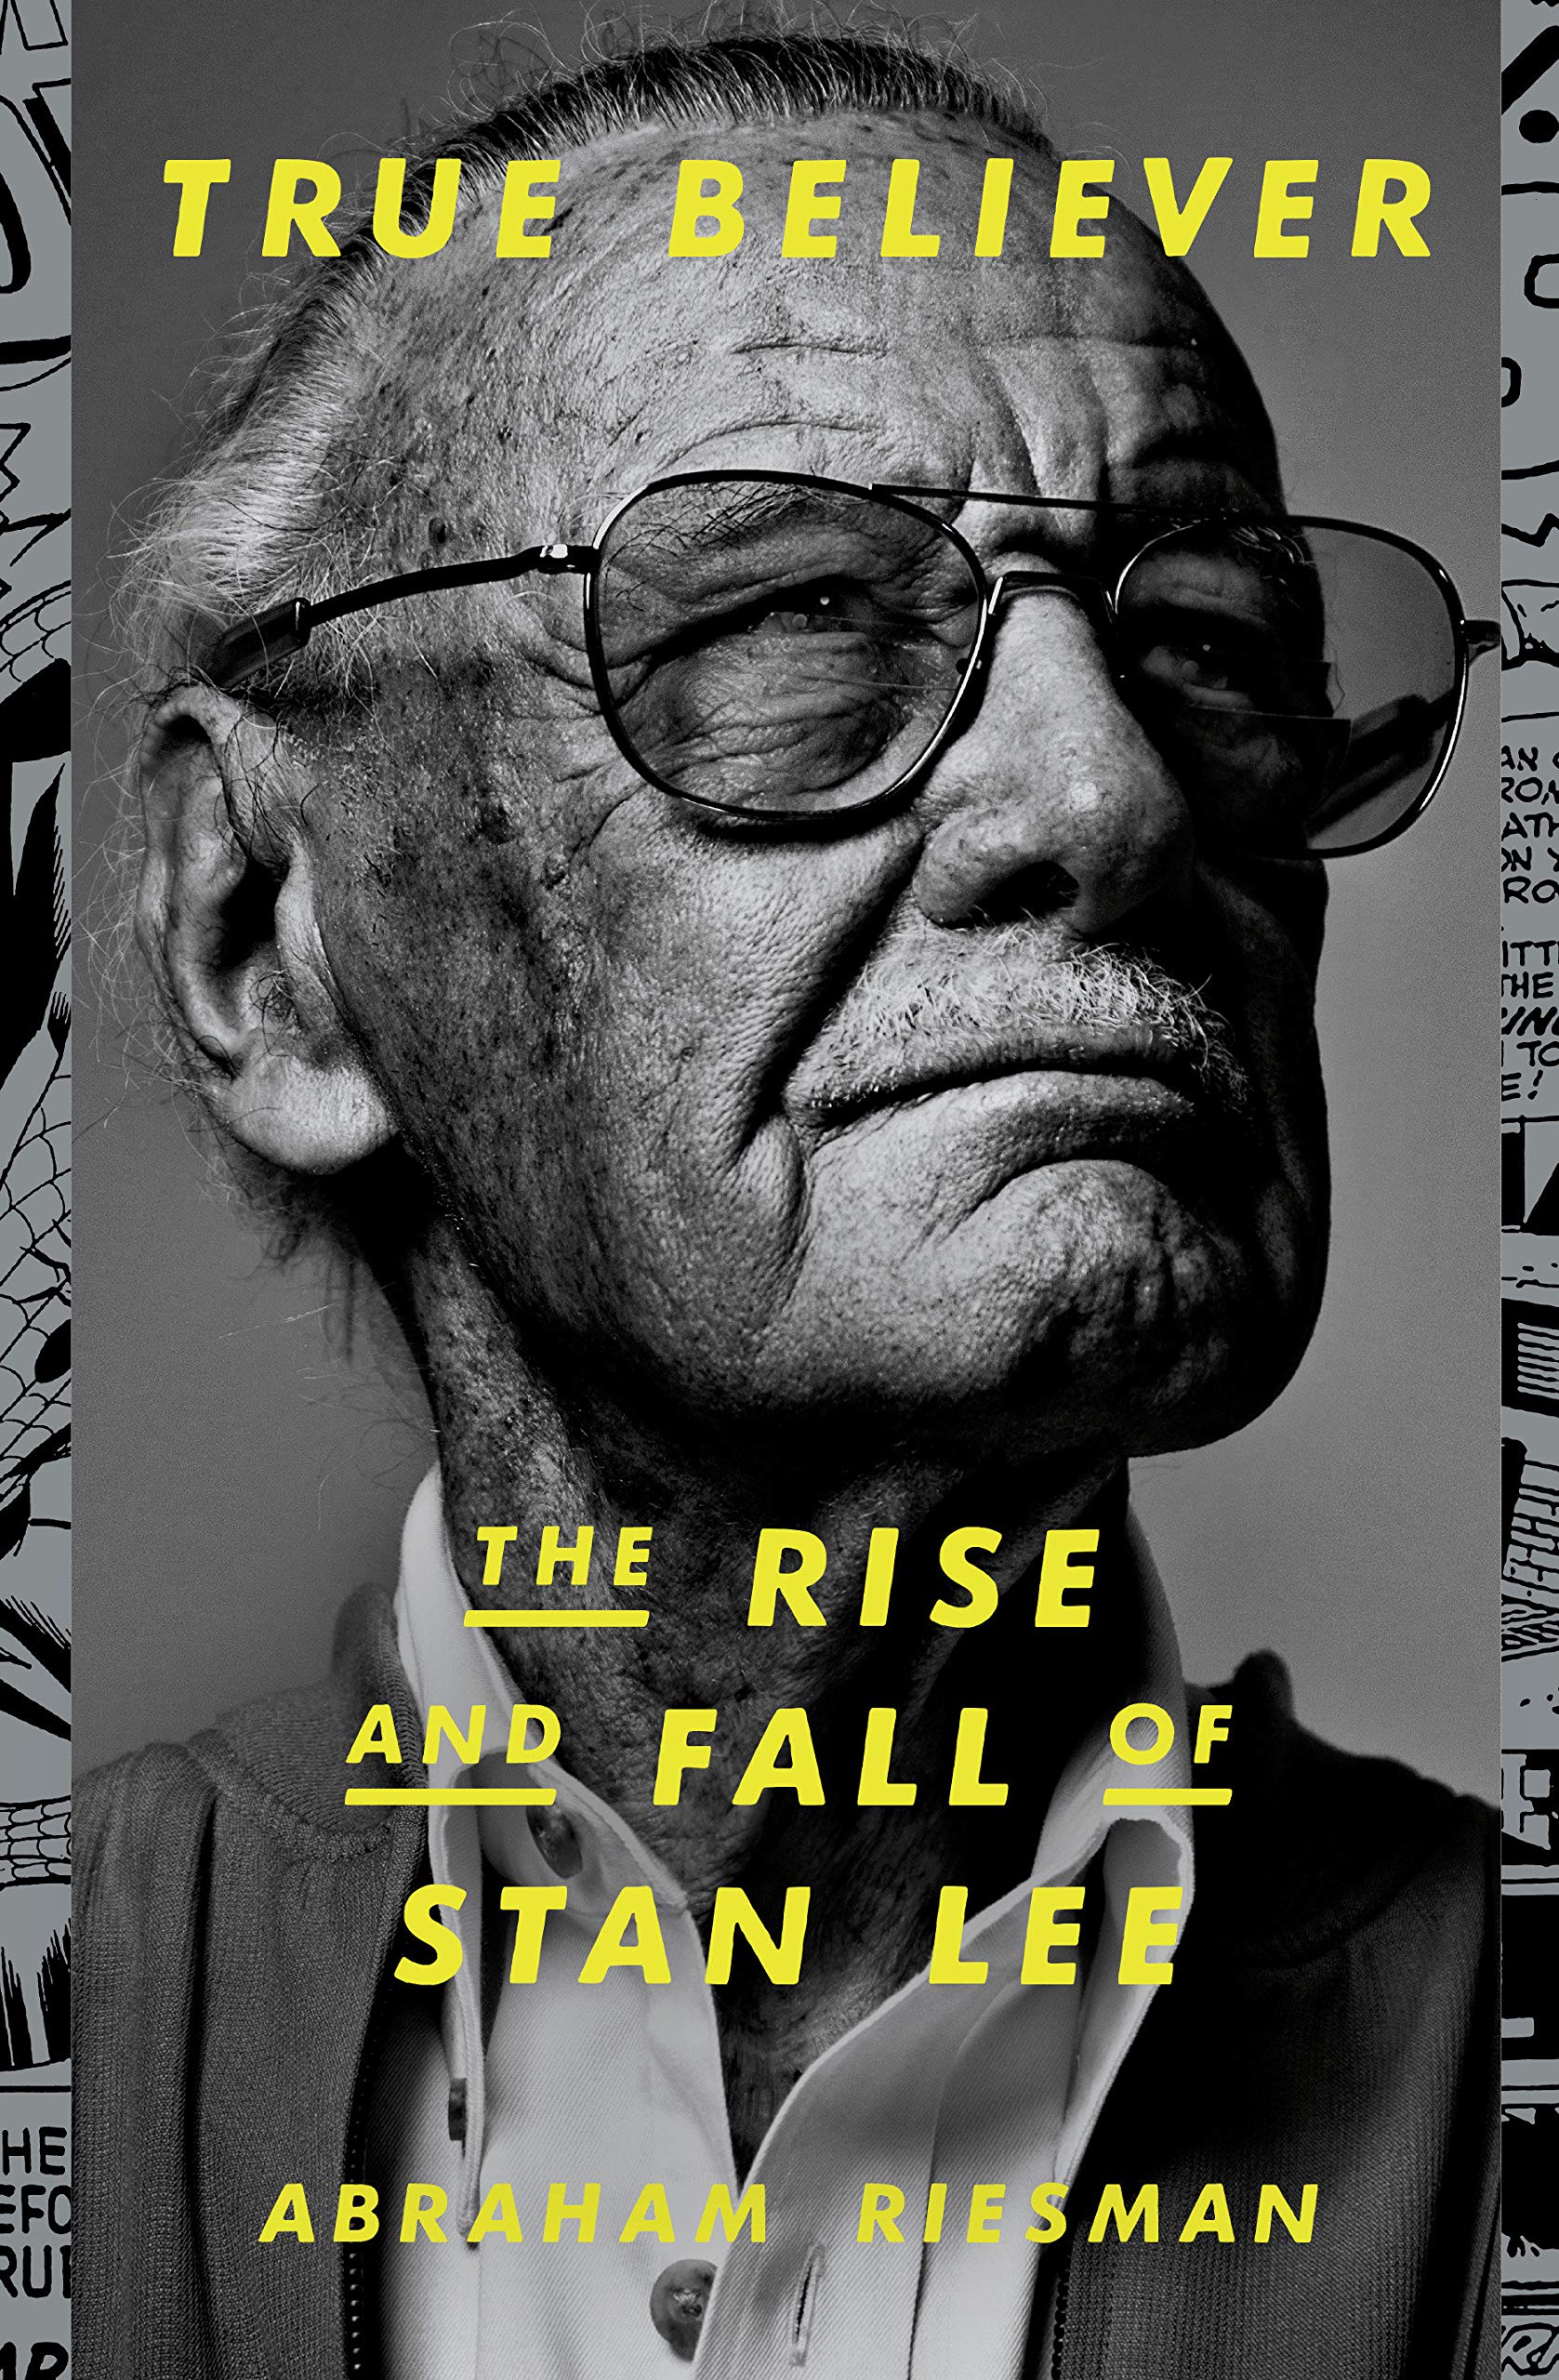 TRUE BELIEVER
THE RISE
AND FALL OF
STAN LEE
ABRAHAM RIESMAN